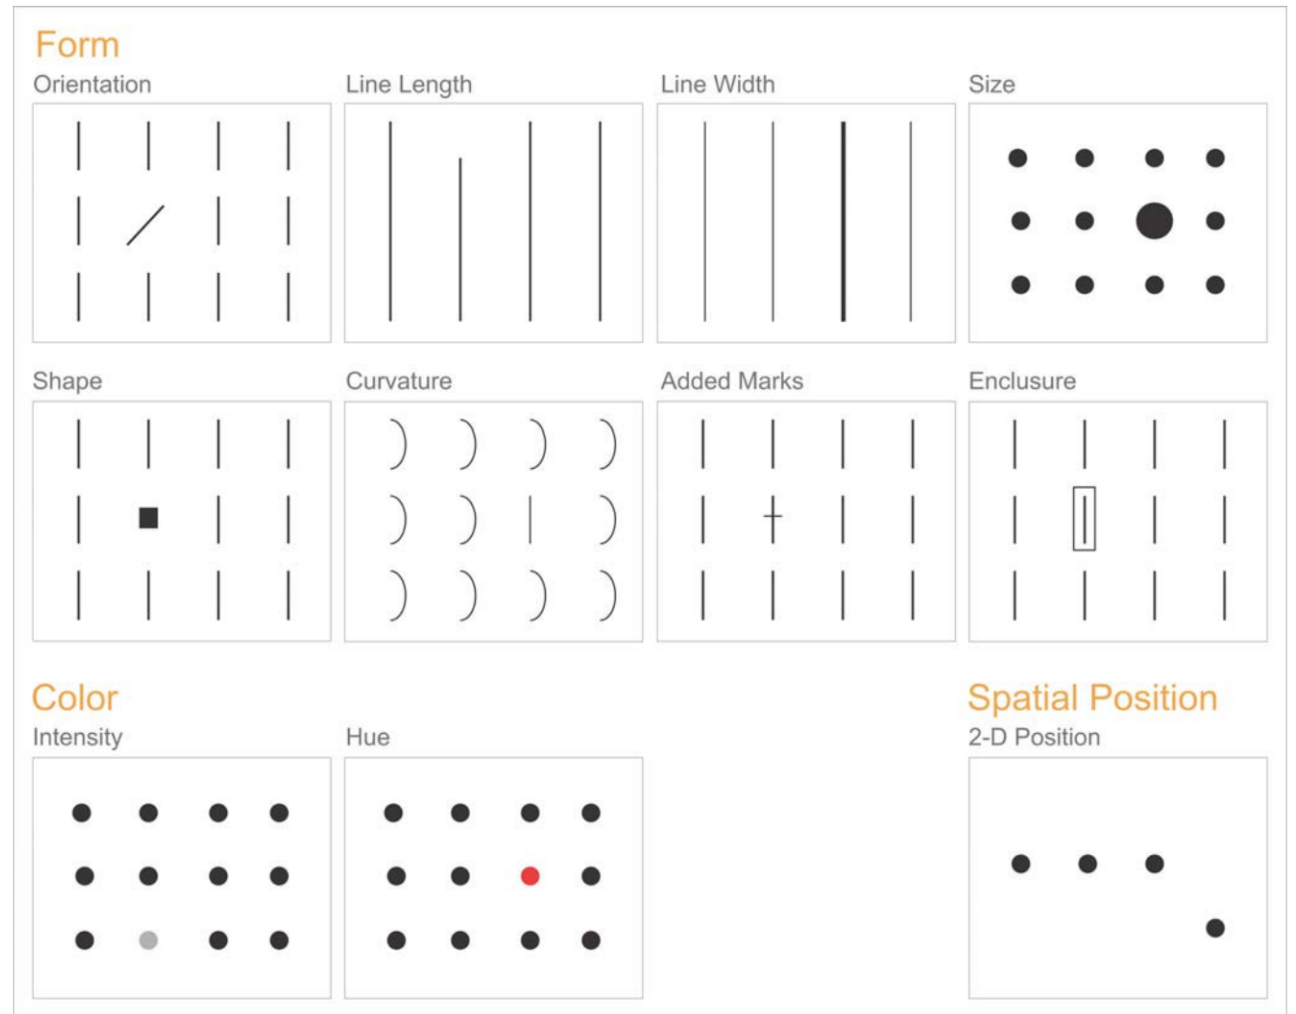 Form
Orientation
Line Length
Line Width
Size
Shape
Curvature
Added Marks
Enclusure
Color
Spatial Position
Intensity
Hue
2-D Position